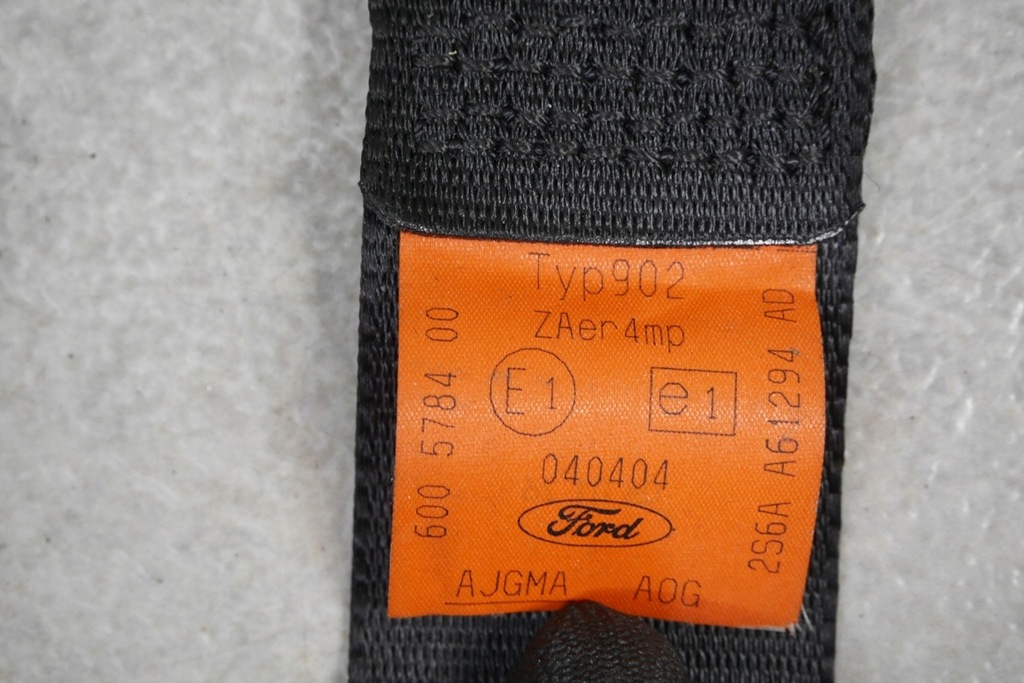 Typ902
ZAer4mp
E1 e1
040404
Ford
AJGMA AOG
600 5784 00
2S6A A61294 AD